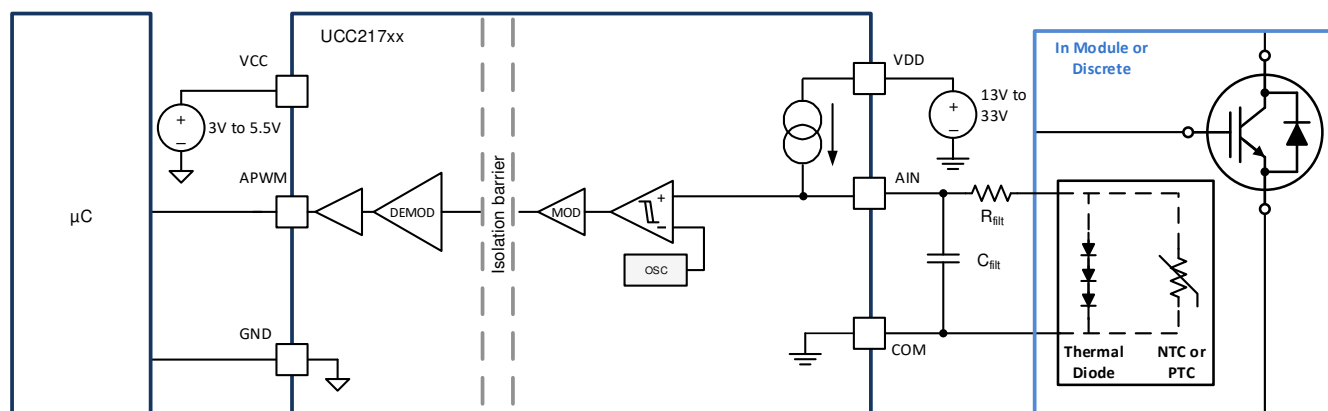 UCC217xx
In Module or
Discrete
VCC
VDD
+
−
3V to 5.5V
+
−
13V to
33V
APWM
AIN
µC
DEMOD
Isolation barrier
MOD
+
−
OSC
Rfilt
Cfilt
GND
COM
Thermal
Diode
NTC or
PTC